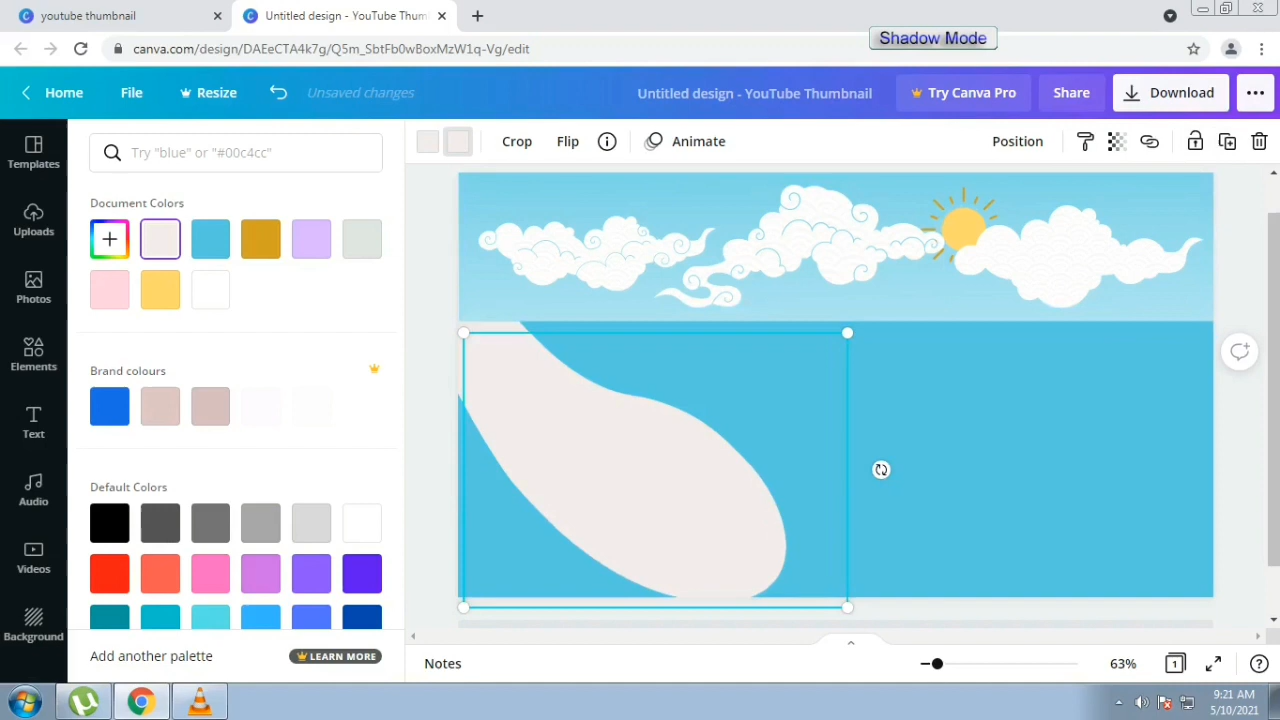 youtube thumbnail
Untitled design - YouTube Thum
canva.com/design/DAEeCTA4k7g/Q5m_SbtFb0wBoxMzW1q-Vg/edit
Shadow Mode
Home
File
Resize
Unsaved changes
Untitled design - YouTube Thumbnail
Try Canva Pro
Share
Download
Templates
Uploads
Photos
Elements
Text
Audio
Videos
Background
Try "blue" or "#00c4cc"
Crop
Flip
Animate
Position
Document Colors
Brand colours
Default Colors
Add another palette
LEARN MORE
Notes
63%
1
9:21 AM
5/10/2021